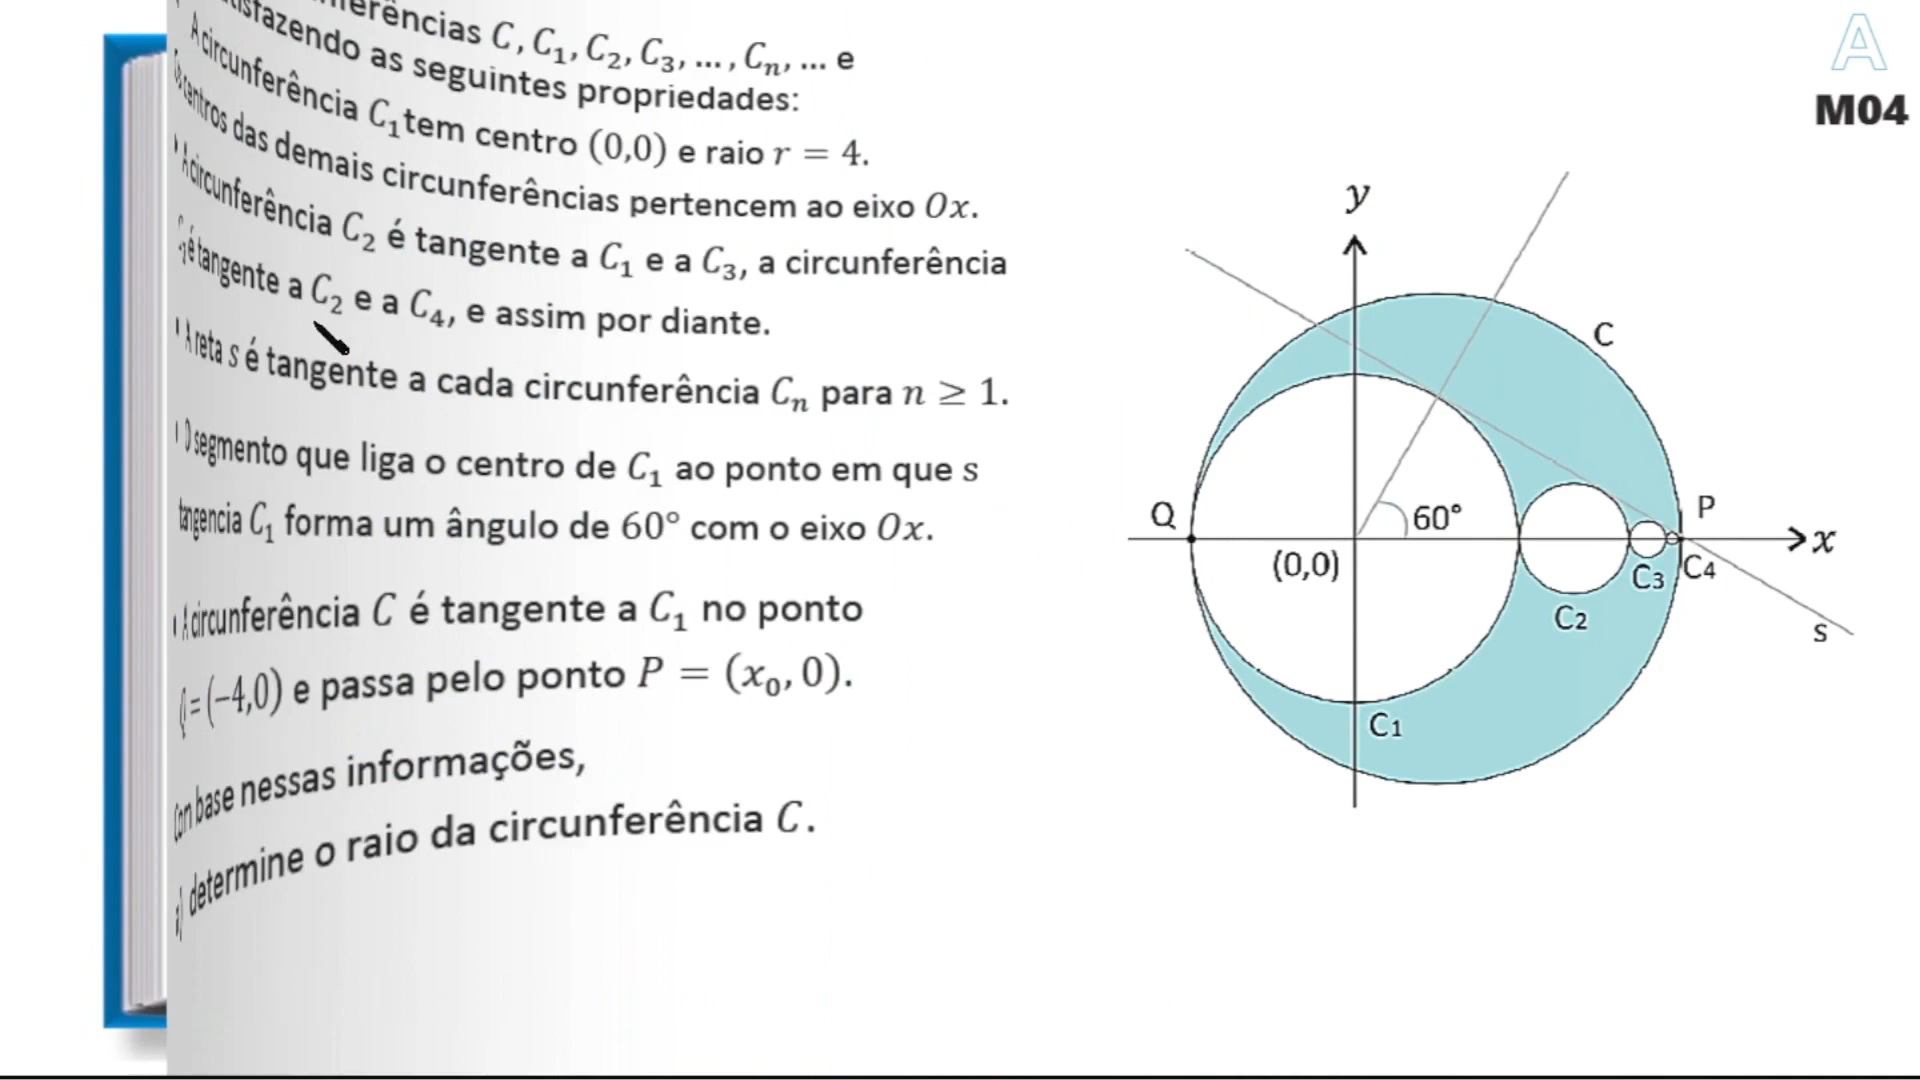 ferências C, C₁, C₂, C₃, ..., Cₙ, ... e
isfazendo as seguintes propriedades:
A circunferência C₁ tem centro (0,0) e raio r = 4.
centros das demais circunferências pertencem ao eixo Ox.
A circunferência C₂ é tangente a C₁ e a C₃, a circunferência
é tangente a C₂ e a C₄, e assim por diante.
A reta s é tangente a cada circunferência Cₙ para n ≥ 1.
O segmento que liga o centro de C₁ ao ponto em que s
tangencia C₁ forma um ângulo de 60° com o eixo Ox.
A circunferência C é tangente a C₁ no ponto
Q = (-4,0) e passa pelo ponto P = (x₀, 0).
Com base nessas informações,
a) determine o raio da circunferência C.
A
M04
y
C
Q
60°
P
x
(0,0)
C₃
C₄
C₂
s
C₁